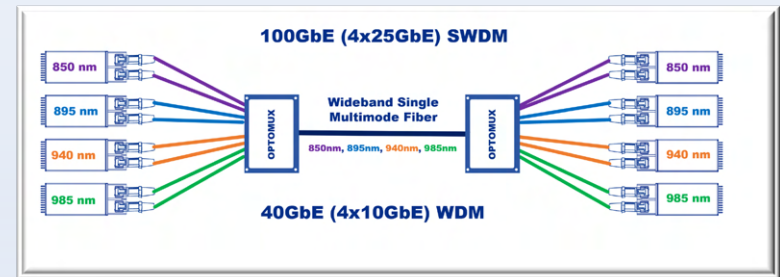 100GbE (4x25GbE) SWDM
850 nm
850 nm
895 nm
Wideband Single
Multimode Fiber
895 nm
OPTOMUX
OPTOMUX
940 nm
850nm, 895nm, 940nm, 985nm
940 nm
985 nm
985 nm
40GbE (4x10GbE) WDM